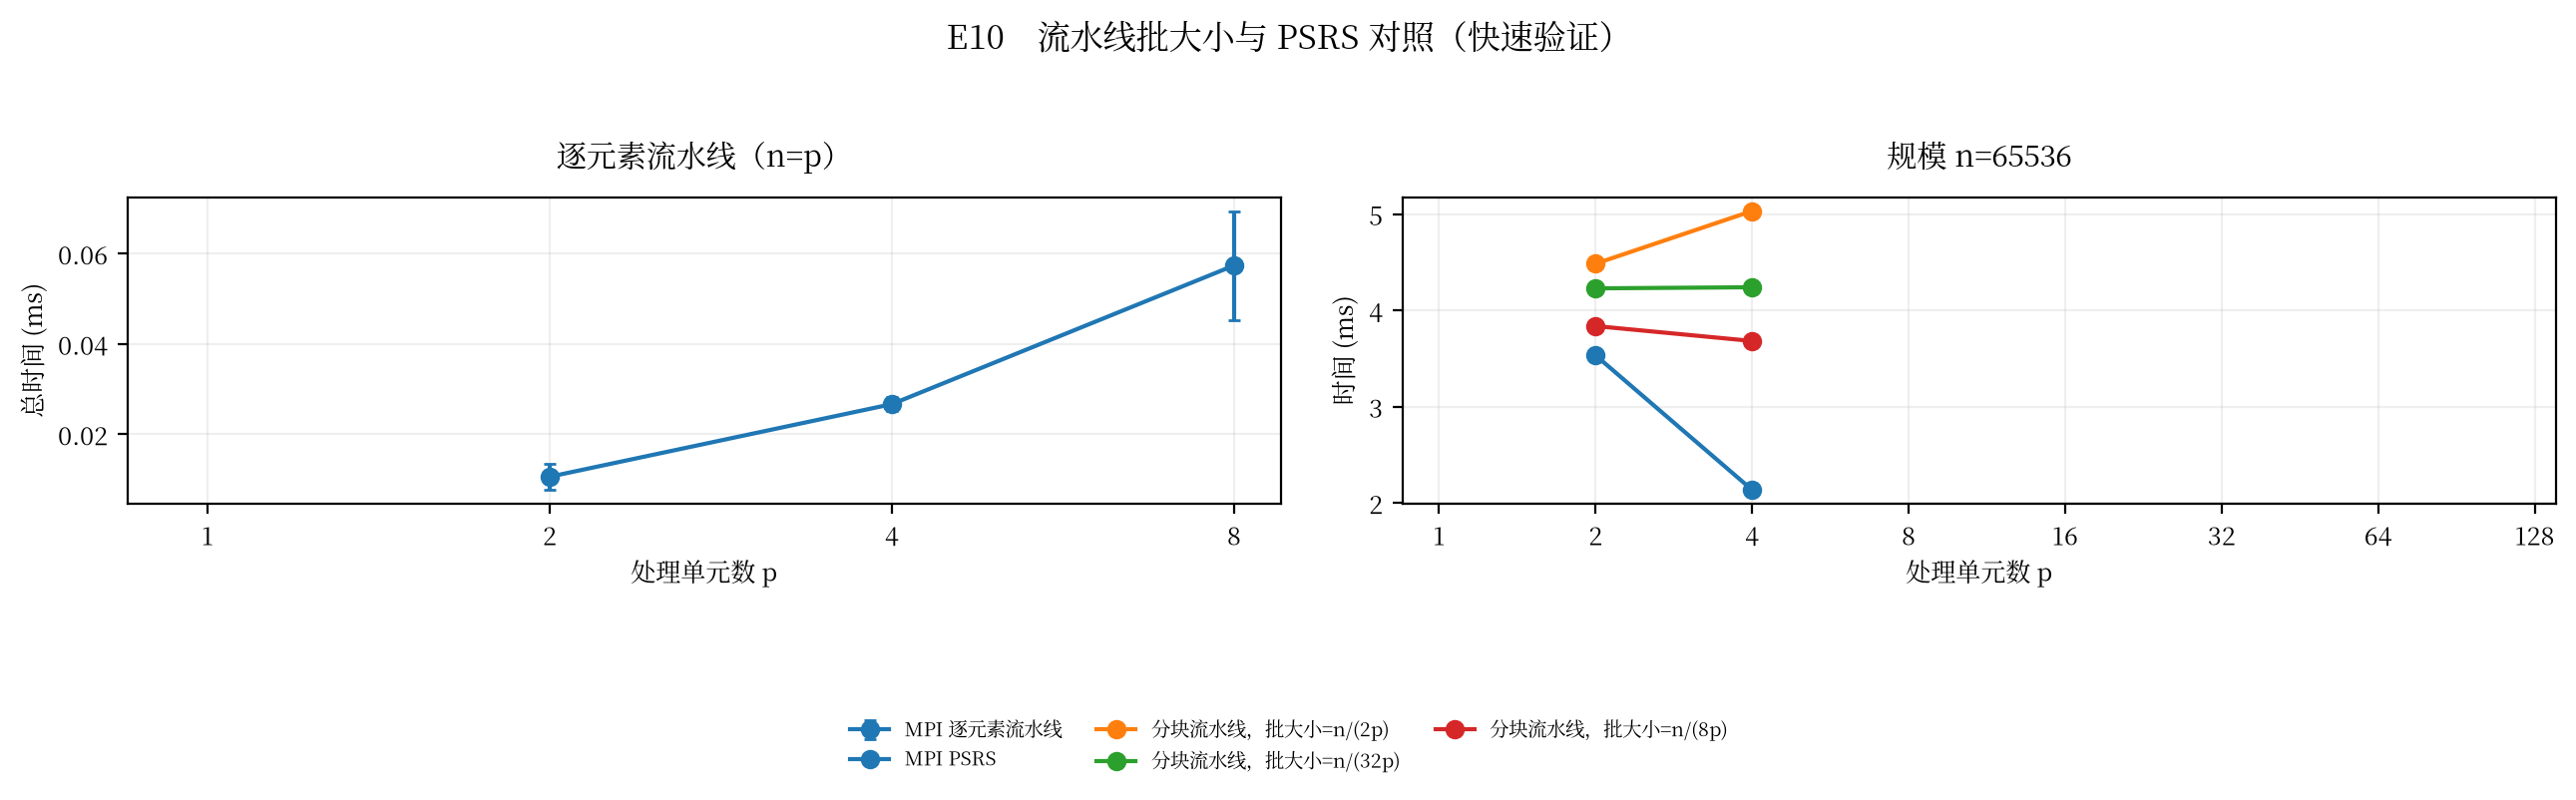 E10　流水线批大小与 PSRS 对照（快速验证）
逐元素流水线（n=p）
总时间 (ms)
0.06
0.04
0.02
1 2 4 8
处理单元数 p
规模 n=65536
时间 (ms)
5
4
3
2
1 2 4 8 16 32 64 128
处理单元数 p
MPI 逐元素流水线
MPI PSRS
分块流水线，批大小=n/(2p)
分块流水线，批大小=n/(32p)
分块流水线，批大小=n/(8p)